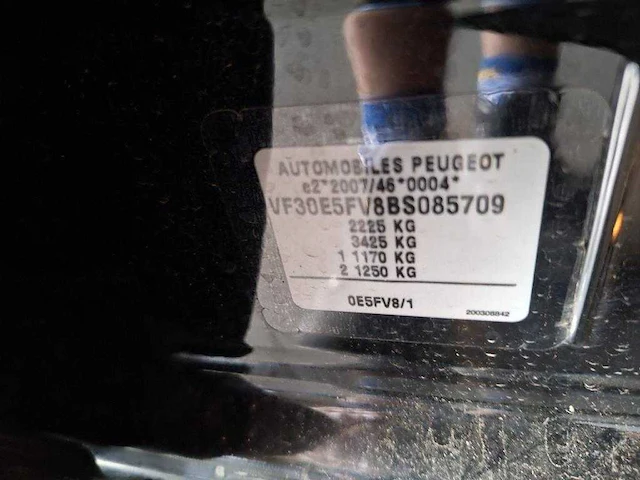 AUTOMOBILES PEUGEOT
e2*2007/46*0004*
VF30E5FV8BS085709
2225 KG
3425 KG
1 1170 KG
2 1250 KG
0E5FV8/1
200308842